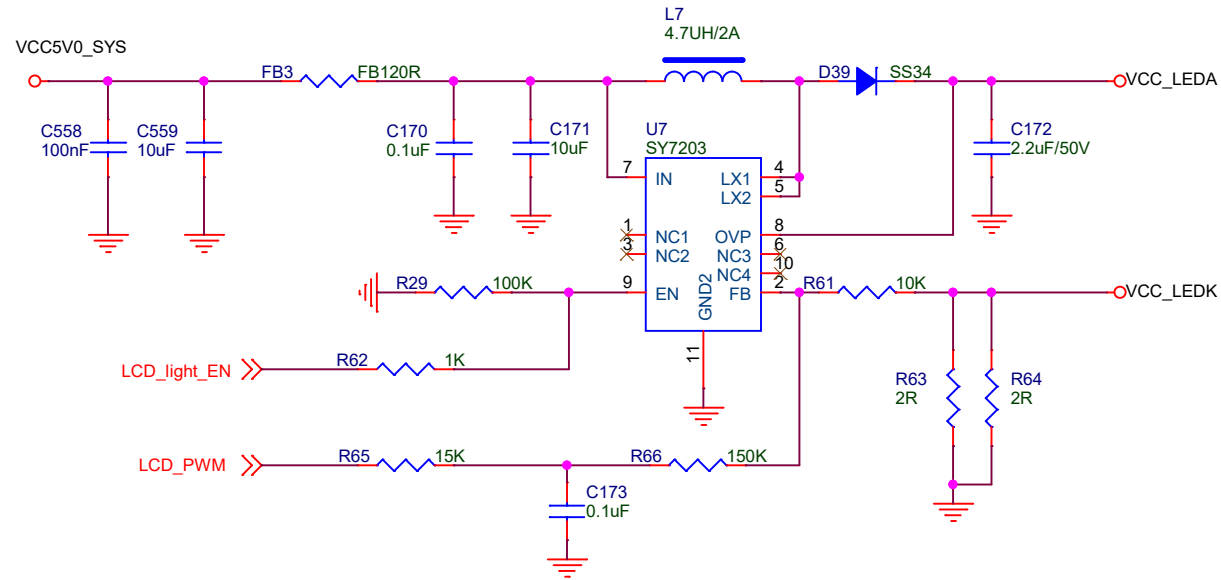 L7
4.7UH/2A
VCC5V0_SYS
FB3 FB120R
D39 SS34
VCC_LEDA
C558
100nF
C559
10uF
C170
0.1uF
C171
10uF
U7
SY7203
C172
2.2uF/50V
7 IN
LX1 4
LX2 5
1 NC1
3 NC2
OVP 8
NC3 6
NC4 10
R29 100K
9 EN
GND2
FB 2
R61 10K
VCC_LEDK
11
LCD_light_EN
R62 1K
R63
2R
R64
2R
LCD_PWM
R65 15K
R66 150K
C173
0.1uF